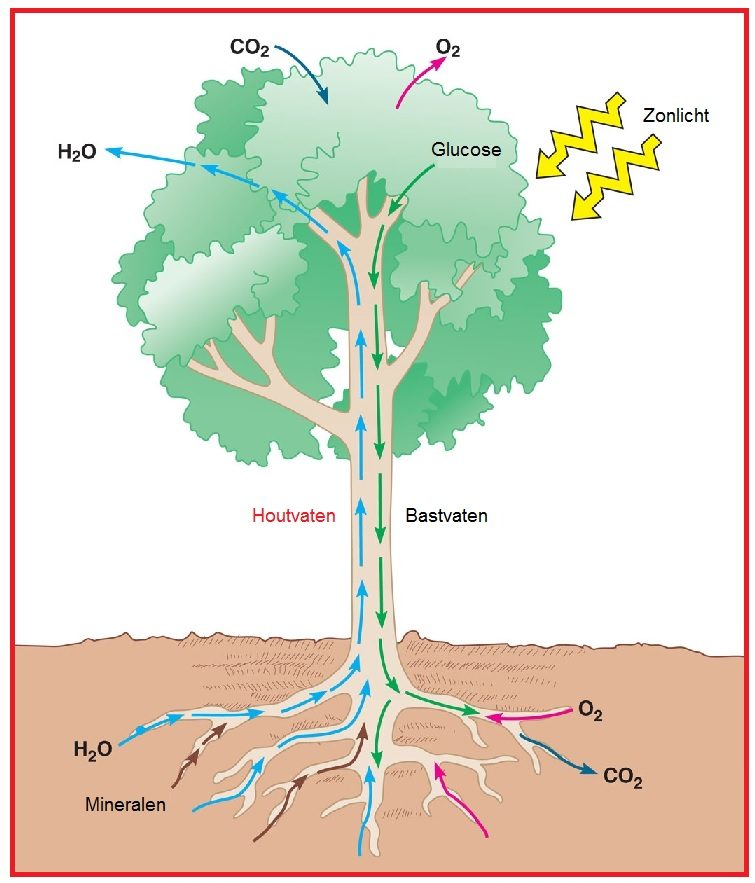 CO₂
O₂
Zonlicht
H₂O
Glucose
Houtvaten
Bastvaten
O₂
H₂O
CO₂
Mineralen